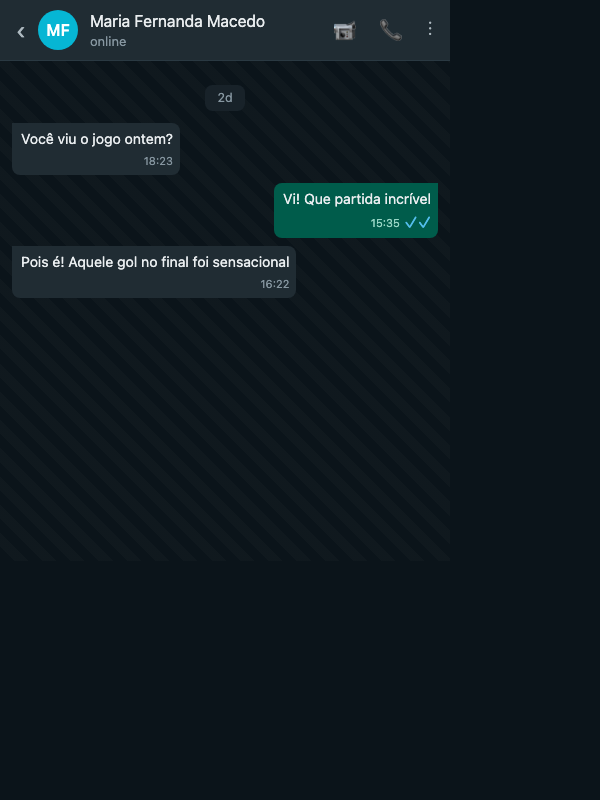 MF
Maria Fernanda Macedo
online
2d
Você viu o jogo ontem?
18:23
Vi! Que partida incrível
15:35
Pois é! Aquele gol no final foi sensacional
16:22